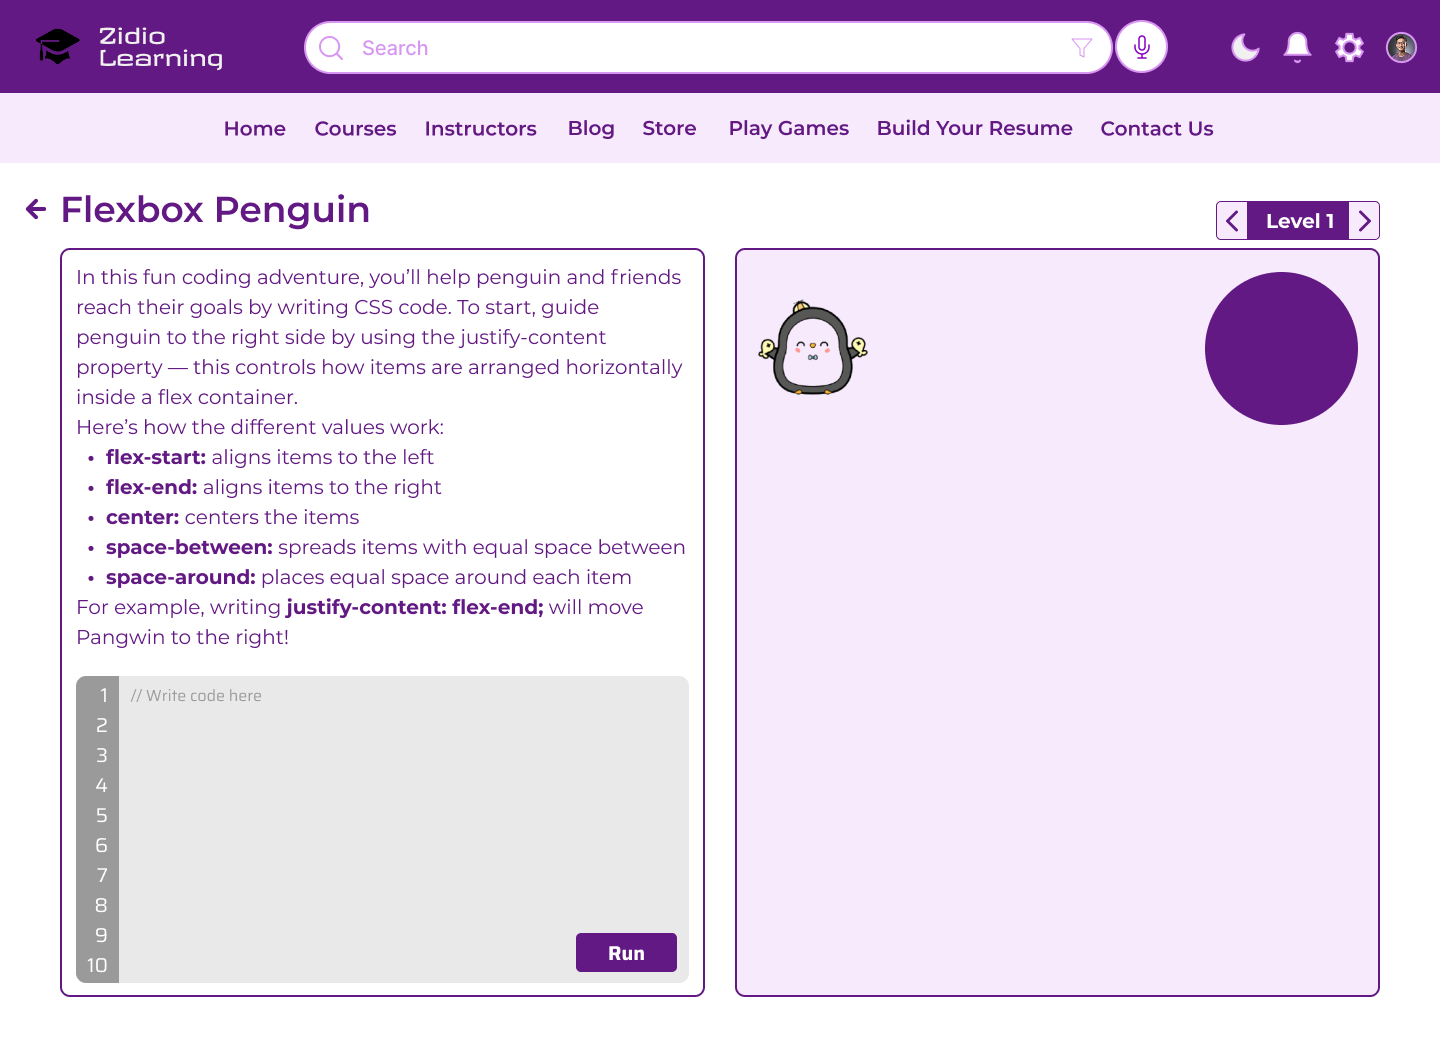 Zidio
Learning
Search
Home Courses Instructors Blog Store Play Games Build Your Resume Contact Us
Flexbox Penguin
Level 1
In this fun coding adventure, you’ll help penguin and friends
reach their goals by writing CSS code. To start, guide
penguin to the right side by using the justify-content
property — this controls how items are arranged horizontally
inside a flex container.
Here’s how the different values work:
• flex-start: aligns items to the left
• flex-end: aligns items to the right
• center: centers the items
• space-between: spreads items with equal space between
• space-around: places equal space around each item
For example, writing justify-content: flex-end; will move
Pangwin to the right!
1 // Write code here
2
3
4
5
6
7
8
9
10
Run